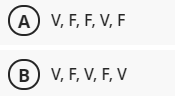 A V, F, F, V, F
B V, F, V, F, V